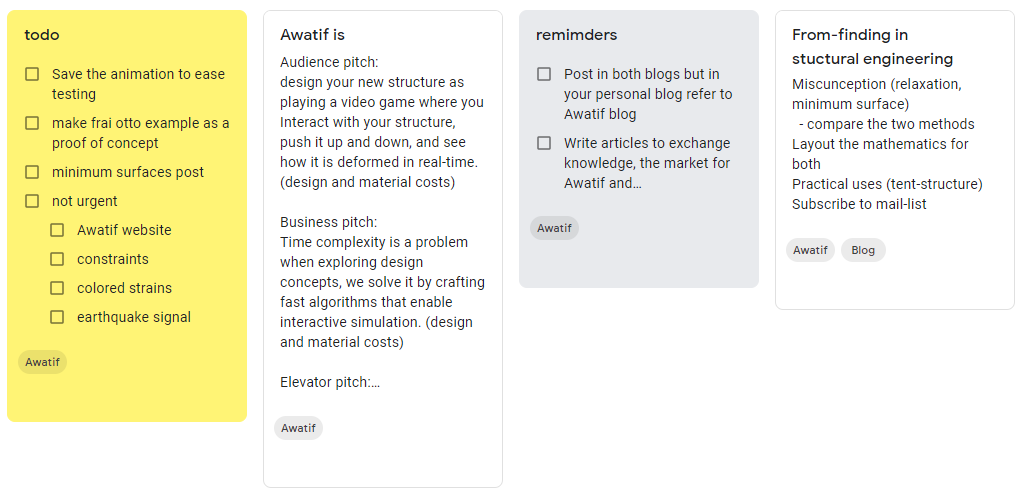 todo
Save the animation to ease
testing
make frai otto example as a
proof of concept
minimum surfaces post
not urgent
Awatif website
constraints
colored strains
earthquake signal
Awatif
Awatif is
Audience pitch:
design your new structure as
playing a video game where you
Interact with your structure,
push it up and down, and see
how it is deformed in real-time.
(design and material costs)
Business pitch:
Time complexity is a problem
when exploring design
concepts, we solve it by crafting
fast algorithms that enable
interactive simulation. (design
and material costs)
Elevator pitch:...
Awatif
remimders
Post in both blogs but in
your personal blog refer to
Awatif blog
Write articles to exchange
knowledge, the market for
Awatif and...
Awatif
From-finding in
stuctural engineering
Miscunception (relaxation,
minimum surface)
- compare the two methods
Layout the mathematics for
both
Practical uses (tent-structure)
Subscribe to mail-list
Awatif
Blog